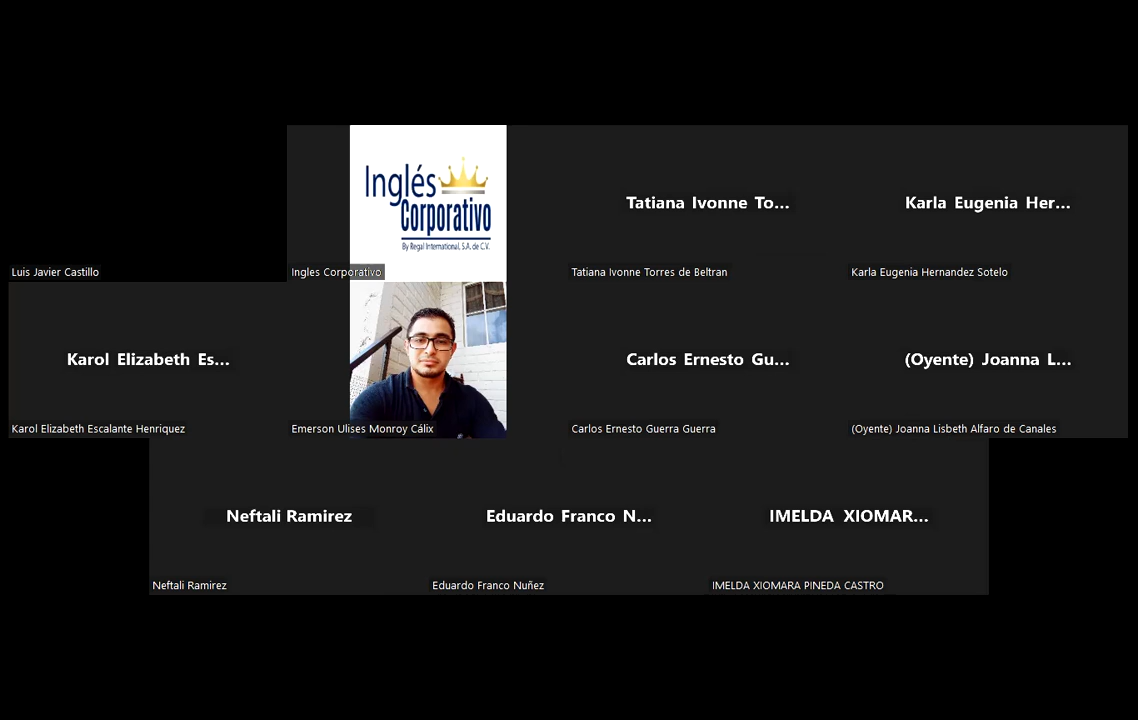 Inglés
Corporativo
By Regal International, S.A. de C.V.
Tatiana Ivonne To...
Karla Eugenia Her...
Luis Javier Castillo
Ingles Corporativo
Tatiana Ivonne Torres de Beltran
Karla Eugenia Hernandez Sotelo
Karol Elizabeth Es...
Carlos Ernesto Gu...
(Oyente) Joanna L...
Karol Elizabeth Escalante Henriquez
Emerson Ulises Monroy Cálix
Carlos Ernesto Guerra Guerra
(Oyente) Joanna Lisbeth Alfaro de Canales
Neftali Ramirez
Eduardo Franco N...
IMELDA XIOMAR...
Neftali Ramirez
Eduardo Franco Nuñez
IMELDA XIOMARA PINEDA CASTRO